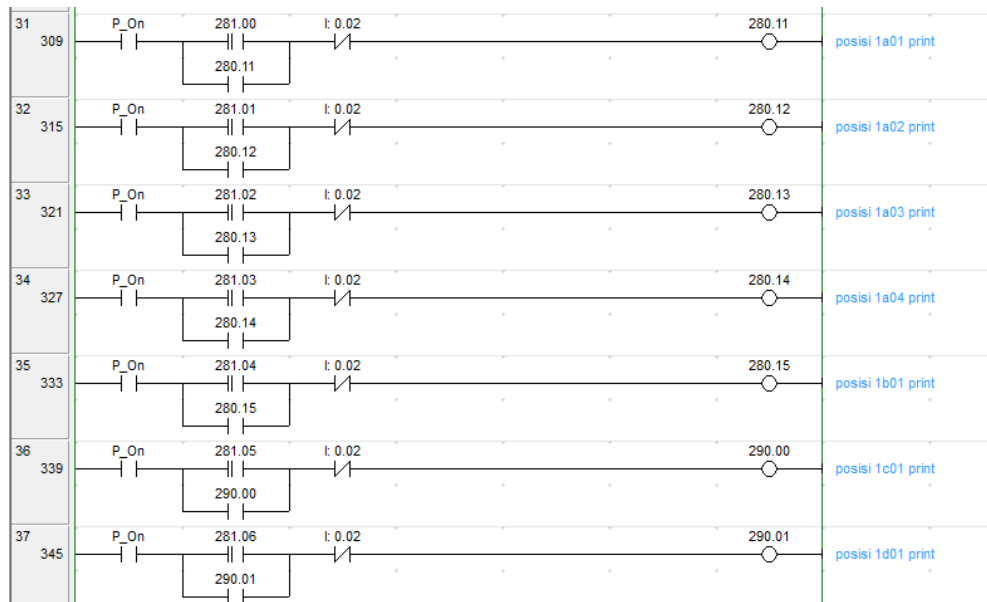 31 P_On 281.00 I: 0.02 280.11
309 posisi 1a01 print
280.11
32 P_On 281.01 I: 0.02 280.12
315 posisi 1a02 print
280.12
33 P_On 281.02 I: 0.02 280.13
321 posisi 1a03 print
280.13
34 P_On 281.03 I: 0.02 280.14
327 posisi 1a04 print
280.14
35 P_On 281.04 I: 0.02 280.15
333 posisi 1b01 print
280.15
36 P_On 281.05 I: 0.02 290.00
339 posisi 1c01 print
290.00
37 P_On 281.06 I: 0.02 290.01
345 posisi 1d01 print
290.01